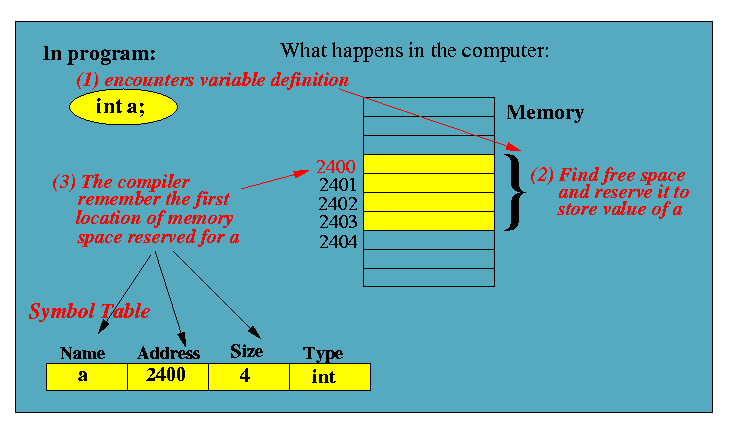 In program:
What happens in the computer:
(1) encounters variable definition
int a;
Memory
2400
2401
2402
2403
2404
(2) Find free space
and reserve it to
store value of a
(3) The compiler
remember the first
location of memory
space reserved for a
Symbol Table
Name Address Size Type
a 2400 4 int